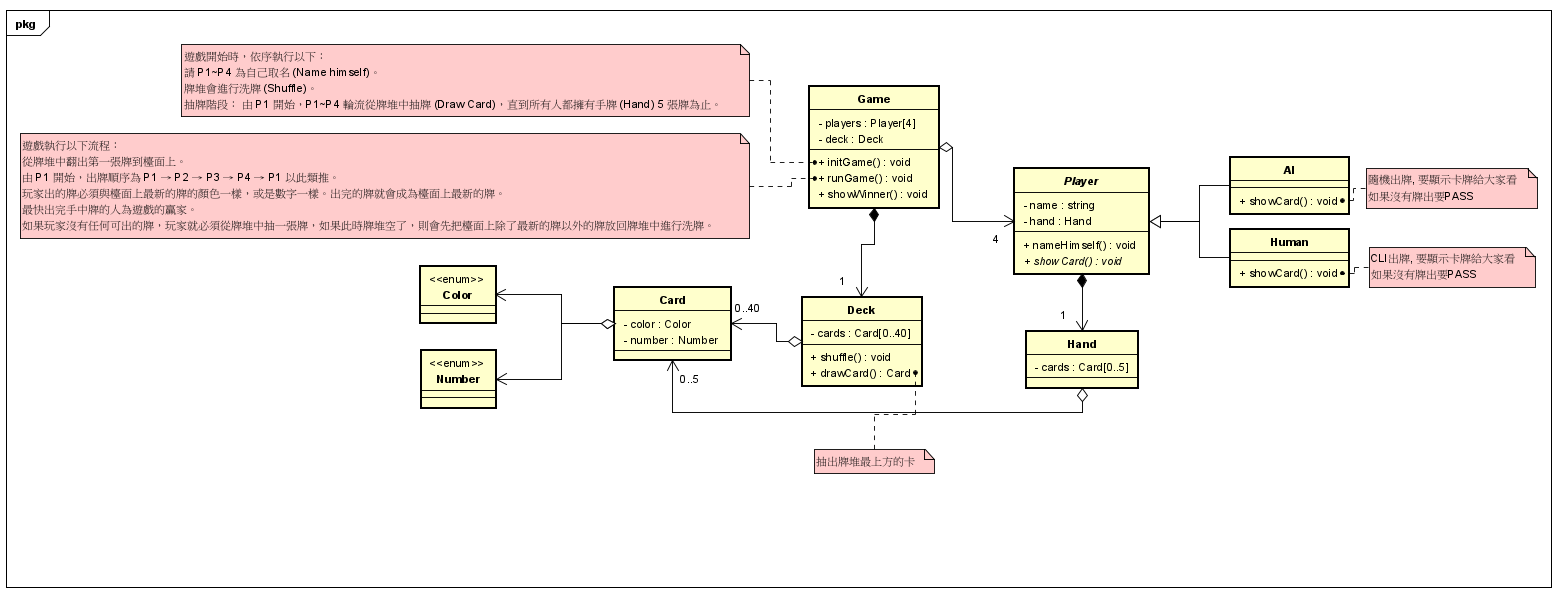 pkg
遊戲開始時，依序執行以下：
請 P1~P4 為自己取名 (Name himself)。
牌堆會進行洗牌 (Shuffle)。
抽牌階段： 由 P1 開始，P1~P4 輪流從牌堆中抽牌 (Draw Card)，直到所有人都擁有手牌 (Hand) 5 張牌為止。
遊戲執行以下流程：
從牌堆中翻出第一張牌到檯面上。
由 P1 開始，出牌順序為 P1 → P2 → P3 → P4 → P1 以此類推。
玩家出的牌必須與檯面上最新的牌的顏色一樣，或是數字一樣。出完的牌就會成為檯面上最新的牌。
最快出完手中牌的人為遊戲的贏家。
如果玩家沒有任何可出的牌，玩家就必須從牌堆中抽一張牌，如果此時牌堆空了，則會先把檯面上除了最新的牌以外的牌放回牌堆中進行洗牌。
Game
- players : Player[4]
- deck : Deck
+ initGame() : void
+ runGame() : void
+ showWinner() : void
4
Player
- name : string
- hand : Hand
+ nameHimself() : void
+ showCard() : void
AI
+ showCard() : void
隨機出牌, 要顯示卡牌給大家看
如果沒有牌出要PASS
Human
+ showCard() : void
CLI出牌, 要顯示卡牌給大家看
如果沒有牌出要PASS
<<enum>>
Color
<<enum>>
Number
Card
- color : Color
- number : Number
0..40
0..5
1
Deck
- cards : Card[0..40]
+ shuffle() : void
+ drawCard() : Card
1
Hand
- cards : Card[0..5]
抽出牌堆最上方的卡